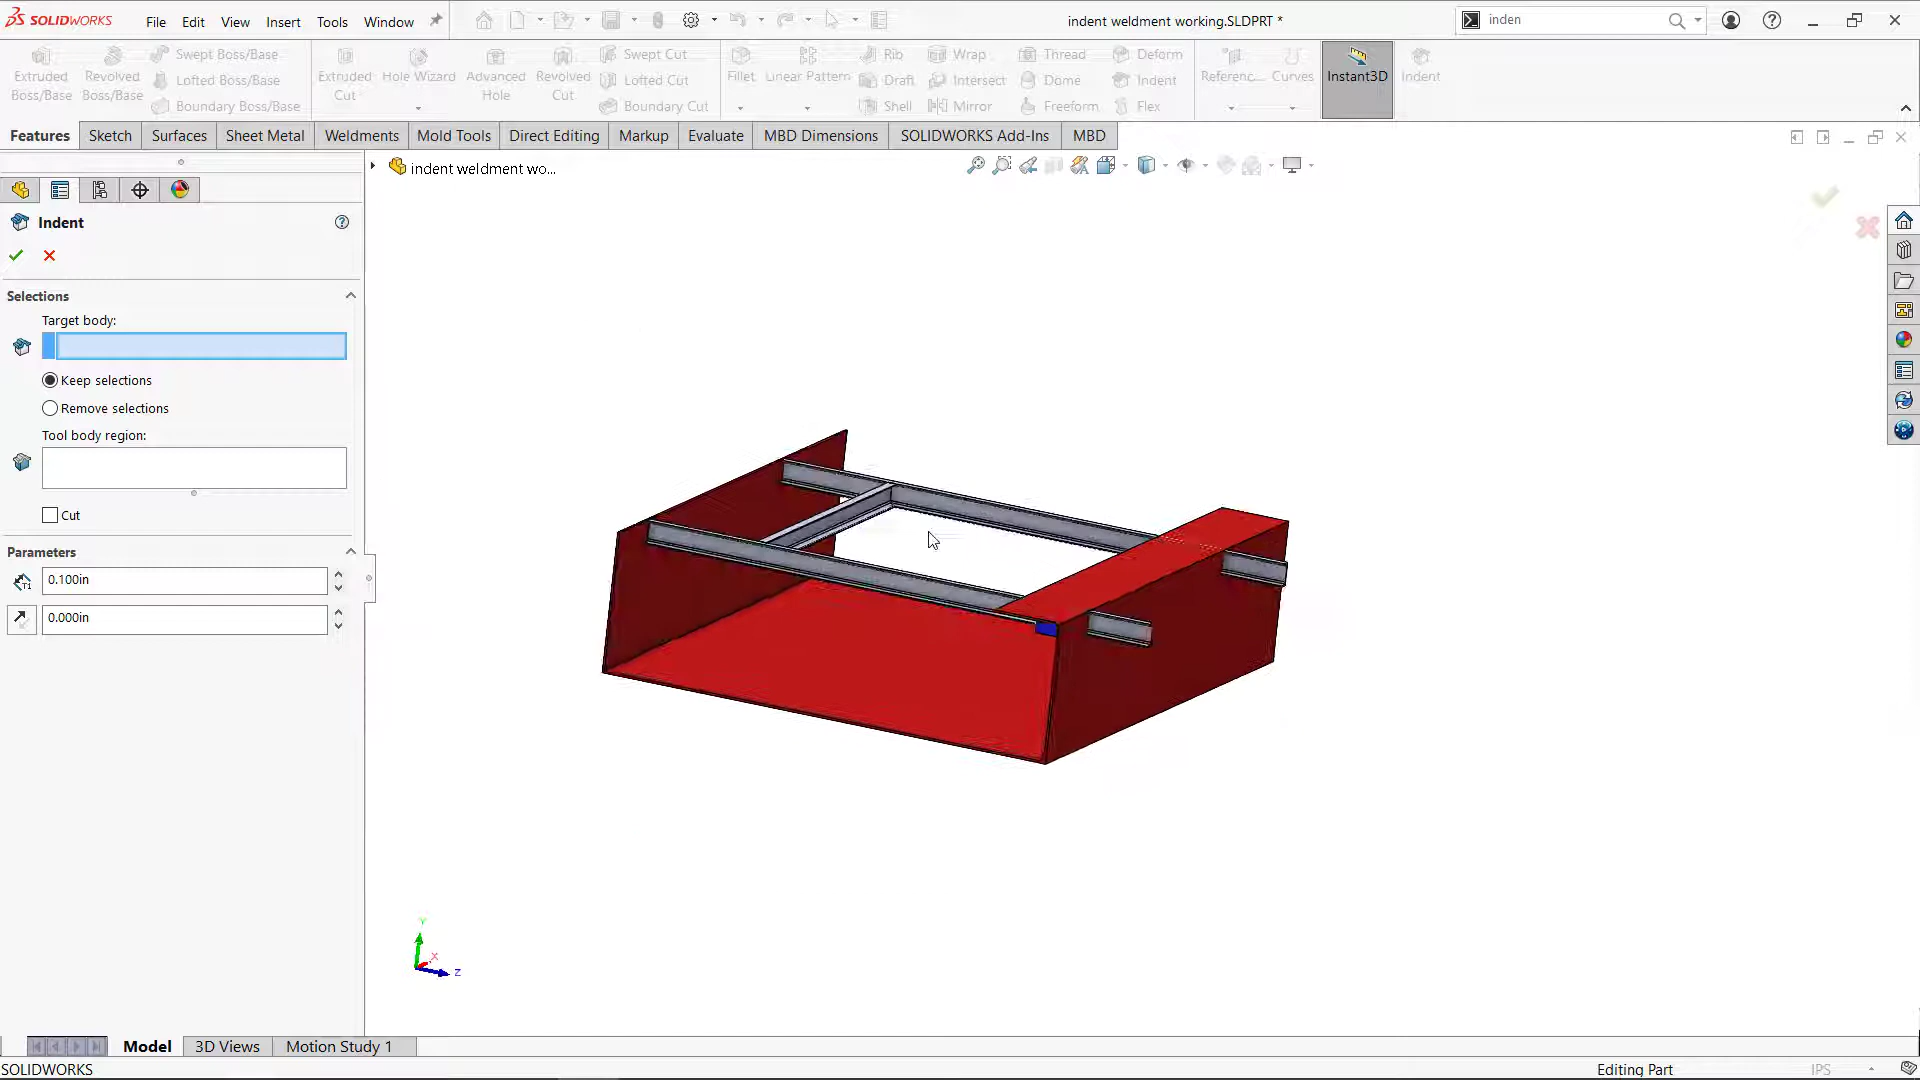 SOLIDWORKS
File Edit View Insert Tools Window
indent weldment working.SLDPRT *
inden
Extruded Boss/Base
Revolved Boss/Base
Swept Boss/Base
Lofted Boss/Base
Boundary Boss/Base
Extruded Cut
Hole Wizard
Advanced Hole
Revolved Cut
Swept Cut
Lofted Cut
Boundary Cut
Fillet
Linear Pattern
Rib
Draft
Shell
Wrap
Intersect
Mirror
Thread
Dome
Freeform
Deform
Indent
Flex
Referenc...
Curves
Instant3D
Indent
Features Sketch Surfaces Sheet Metal Weldments Mold Tools Direct Editing Markup Evaluate MBD Dimensions SOLIDWORKS Add-Ins MBD
indent weldment wo...
Indent
Selections
Target body:
Keep selections
Remove selections
Tool body region:
Cut
Parameters
T1
0.100in
0.000in
Y
X
Z
Model 3D Views Motion Study 1
SOLIDWORKS
Editing Part
IPS